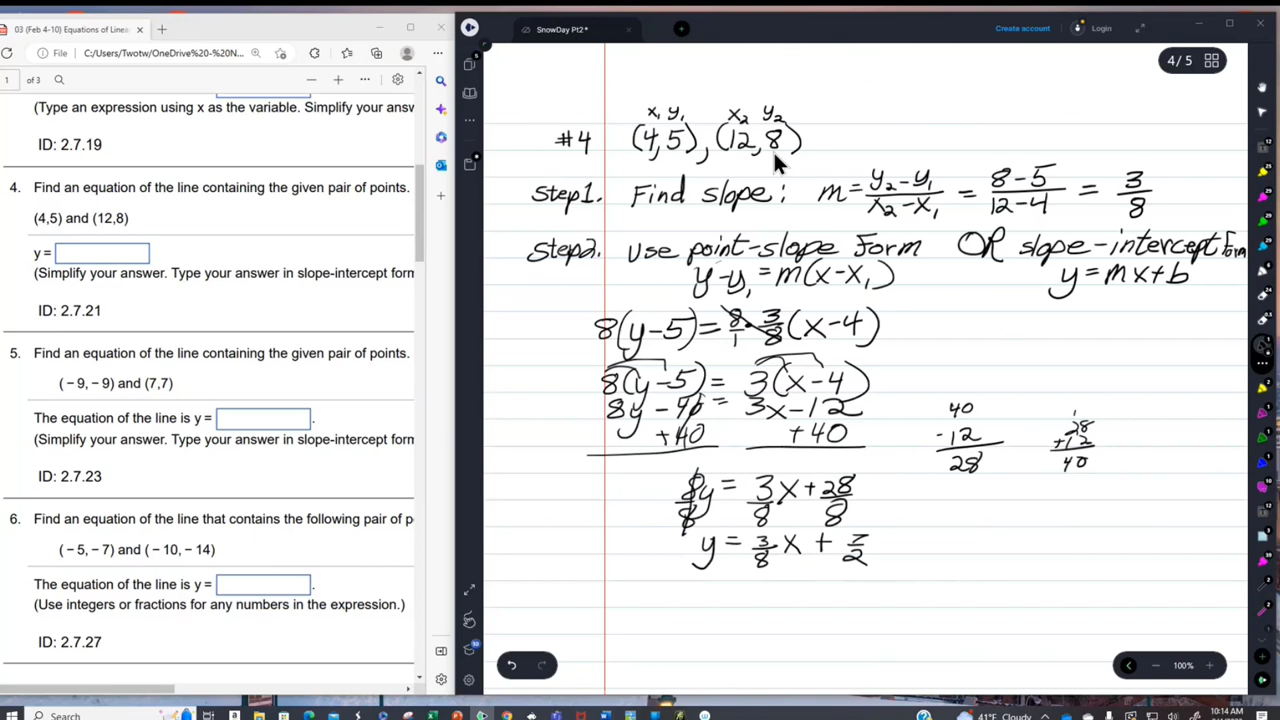 03 (Feb 4-10) Equations of Linea
File C:/Users/Twotw/OneDrive%20-%20N...
1 of 3
(Type an expression using x as the variable. Simplify your answ
ID: 2.7.19
4. Find an equation of the line containing the given pair of points.
(4,5) and (12,8)
y =
(Simplify your answer. Type your answer in slope-intercept form
ID: 2.7.21
5. Find an equation of the line containing the given pair of points.
(-9,-9) and (7,7)
The equation of the line is y = .
(Simplify your answer. Type your answer in slope-intercept form
ID: 2.7.23
6. Find an equation of the line that contains the following pair of p
(-5,-7) and (-10,-14)
The equation of the line is y = .
(Use integers or fractions for any numbers in the expression.)
ID: 2.7.27
SnowDay Pt2*
Create account
Login
4 / 5
x₁ y₁ x₂ y₂
#4 (4,5), (12,8)
Step1. Find slope: m = y₂-y₁/x₂-x₁ = 8-5/12-4 = 3/8
Step2. use point-slope Form OR slope-intercept form
y-y₁ = m(x-x₁) y = mx+b
8(y-5) = 8/1 · 3/8 (x-4)
8(y-5) = 3(x-4)
8y - 40 = 3x-12
+40 +40
40
-12
28
1
28
+12
40
8y/8 = 3/8 x + 28/8
y = 3/8 x + 7/2
100%
Search
41°F Cloudy
10:14 AM